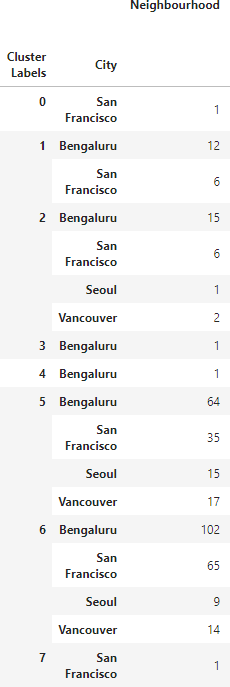 Neighbourhood
Cluster Labels City
0 San Francisco 1
1 Bengaluru 12
San Francisco 6
2 Bengaluru 15
San Francisco 6
Seoul 1
Vancouver 2
3 Bengaluru 1
4 Bengaluru 1
5 Bengaluru 64
San Francisco 35
Seoul 15
Vancouver 17
6 Bengaluru 102
San Francisco 65
Seoul 9
Vancouver 14
7 San Francisco 1